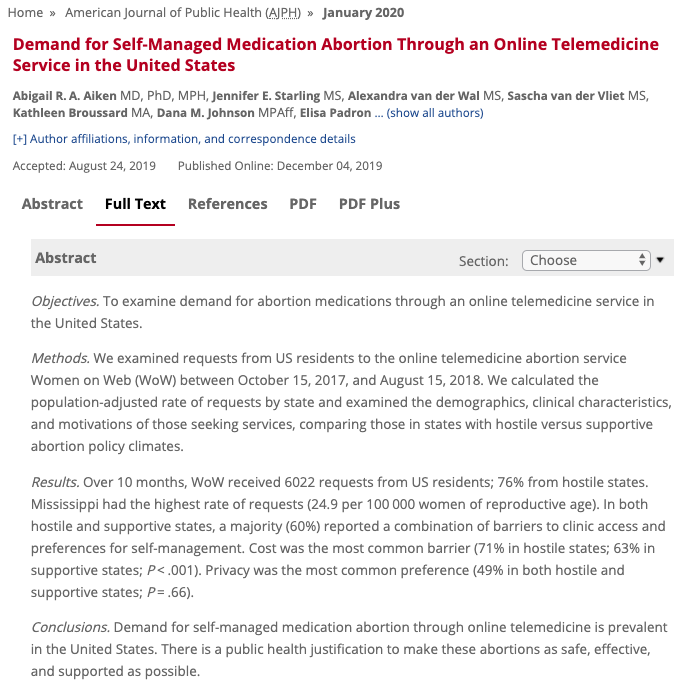 Home » American Journal of Public Health (AJPH) » January 2020
Demand for Self-Managed Medication Abortion Through an Online Telemedicine
Service in the United States
Abigail R. A. Aiken MD, PhD, MPH, Jennifer E. Starling MS, Alexandra van der Wal MS, Sascha van der Vliet MS,
Kathleen Broussard MA, Dana M. Johnson MPAff, Elisa Padron ... (show all authors)
[+] Author affiliations, information, and correspondence details
Accepted: August 24, 2019 Published Online: December 04, 2019
Abstract Full Text References PDF PDF Plus
Abstract Section: Choose
Objectives. To examine demand for abortion medications through an online telemedicine service in
the United States.
Methods. We examined requests from US residents to the online telemedicine abortion service
Women on Web (WoW) between October 15, 2017, and August 15, 2018. We calculated the
population-adjusted rate of requests by state and examined the demographics, clinical characteristics,
and motivations of those seeking services, comparing those in states with hostile versus supportive
abortion policy climates.
Results. Over 10 months, WoW received 6022 requests from US residents; 76% from hostile states.
Mississippi had the highest rate of requests (24.9 per 100 000 women of reproductive age). In both
hostile and supportive states, a majority (60%) reported a combination of barriers to clinic access and
preferences for self-management. Cost was the most common barrier (71% in hostile states; 63% in
supportive states; P < .001). Privacy was the most common preference (49% in both hostile and
supportive states; P = .66).
Conclusions. Demand for self-managed medication abortion through online telemedicine is prevalent
in the United States. There is a public health justification to make these abortions as safe, effective,
and supported as possible.